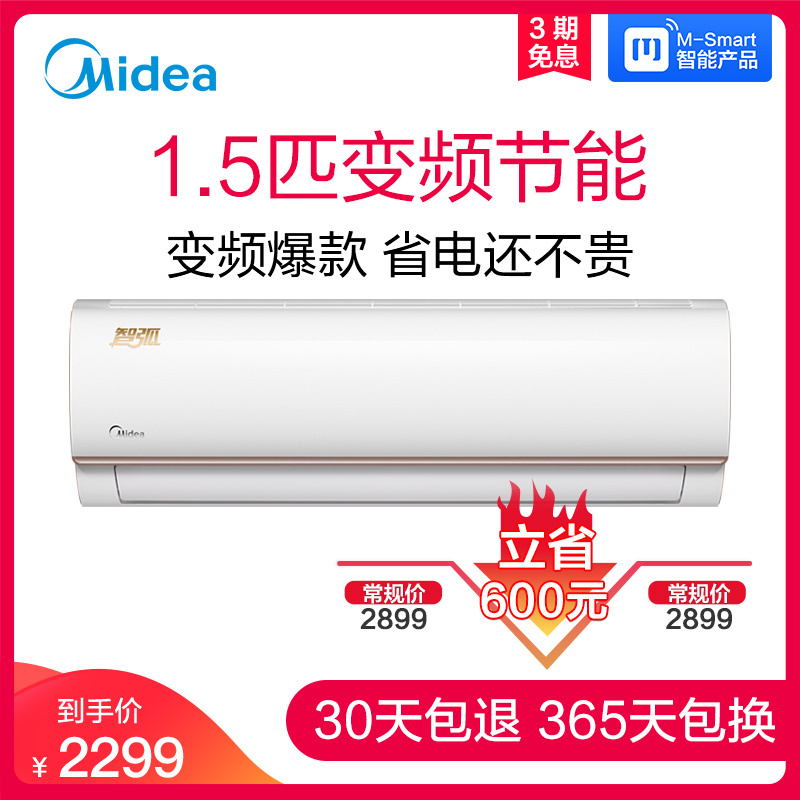 Midea
3期
免息
M-Smart
智能产品
1.5匹变频节能
变频爆款 省电还不贵
智弧
Midea
立省
600元
常规价
2899
常规价
2899
到手价
¥2299
30天包退 365天包换